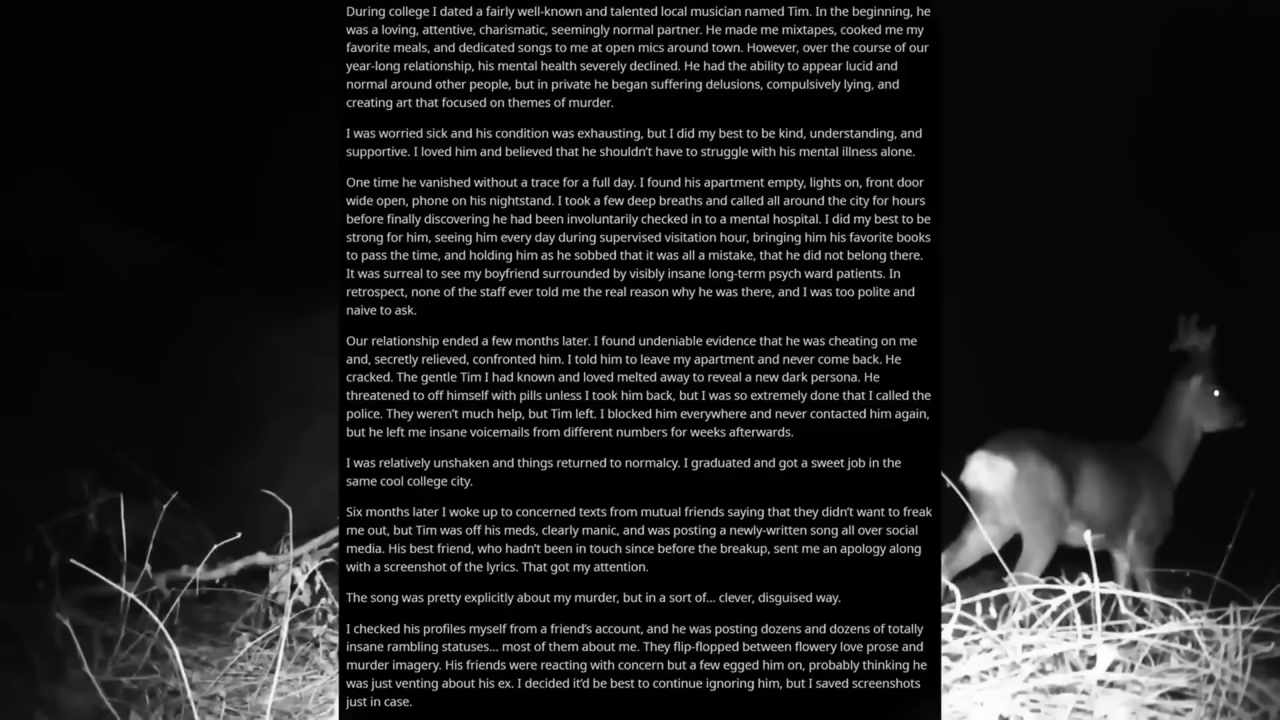 During college I dated a fairly well-known and talented local musician named Tim. In the beginning, he
was a loving, attentive, charismatic, seemingly normal partner. He made me mixtapes, cooked me my
favorite meals, and dedicated songs to me at open mics around town. However, over the course of our
year-long relationship, his mental health severely declined. He had the ability to appear lucid and
normal around other people, but in private he began suffering delusions, compulsively lying, and
creating art that focused on themes of murder.
I was worried sick and his condition was exhausting, but I did my best to be kind, understanding, and
supportive. I loved him and believed that he shouldn't have to struggle with his mental illness alone.
One time he vanished without a trace for a full day. I found his apartment empty, lights on, front door
wide open, phone on his nightstand. I took a few deep breaths and called all around the city for hours
before finally discovering he had been involuntarily checked in to a mental hospital. I did my best to be
strong for him, seeing him every day during supervised visitation hour, bringing him his favorite books
to pass the time, and holding him as he sobbed that it was all a mistake, that he did not belong there.
It was surreal to see my boyfriend surrounded by visibly insane long-term psych ward patients. In
retrospect, none of the staff ever told me the real reason why he was there, and I was too polite and
naive to ask.
Our relationship ended a few months later. I found undeniable evidence that he was cheating on me
and, secretly relieved, confronted him. I told him to leave my apartment and never come back. He
cracked. The gentle Tim I had known and loved melted away to reveal a new dark persona. He
threatened to off himself with pills unless I took him back, but I was so extremely done that I called the
police. They weren't much help, but Tim left. I blocked him everywhere and never contacted him again,
but he left me insane voicemails from different numbers for weeks afterwards.
I was relatively unshaken and things returned to normalcy. I graduated and got a sweet job in the
same cool college city.
Six months later I woke up to concerned texts from mutual friends saying that they didn't want to freak
me out, but Tim was off his meds, clearly manic, and was posting a newly-written song all over social
media. His best friend, who hadn't been in touch since before the breakup, sent me an apology along
with a screenshot of the lyrics. That got my attention.
The song was pretty explicitly about my murder, but in a sort of... clever, disguised way.
I checked his profiles myself from a friend's account, and he was posting dozens and dozens of totally
insane rambling statuses... most of them about me. They flip-flopped between flowery love prose and
murder imagery. His friends were reacting with concern but a few egged him on, probably thinking he
was just venting about his ex. I decided it'd be best to continue ignoring him, but I saved screenshots
just in case.